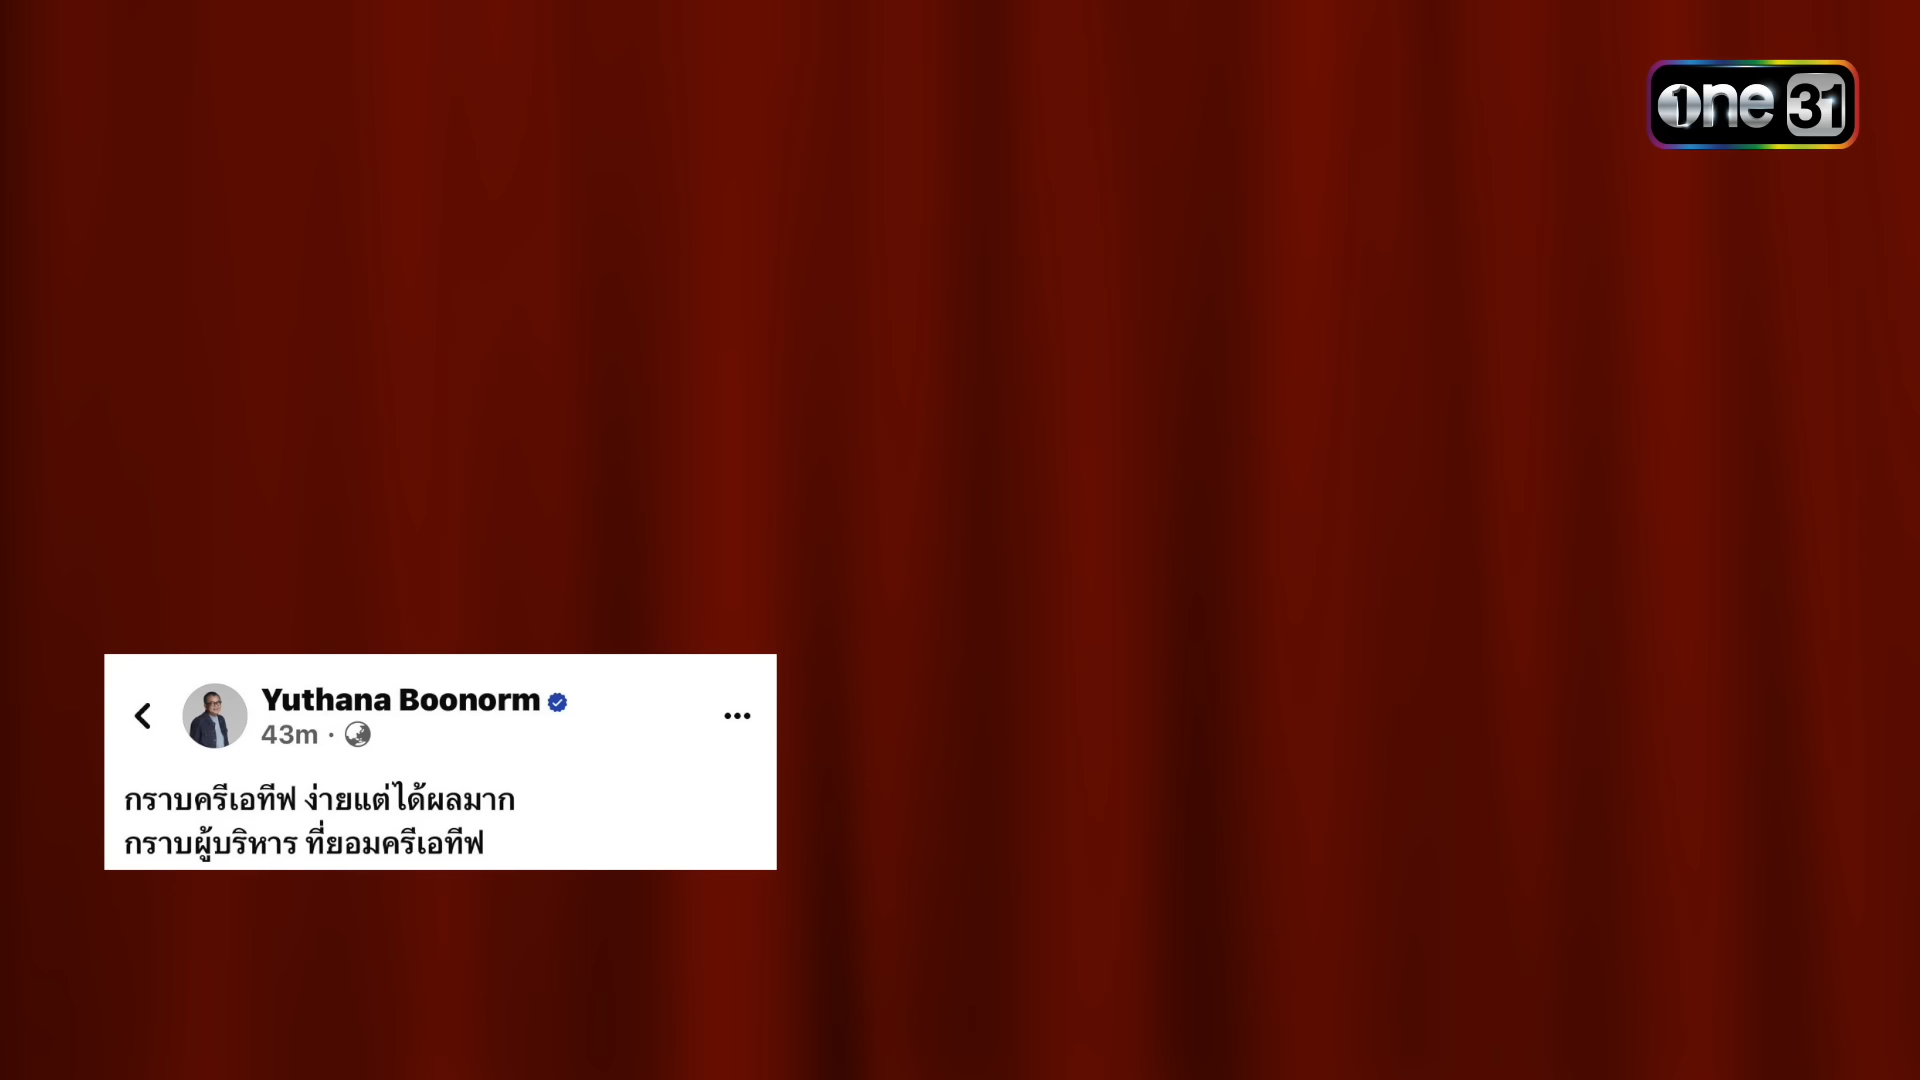 one 31
Yuthana Boonorm
43m ·
กราบครีเอทีฟ ง่ายแต่ได้ผลมาก
กราบผู้บริหาร ที่ยอมครีเอทีฟ